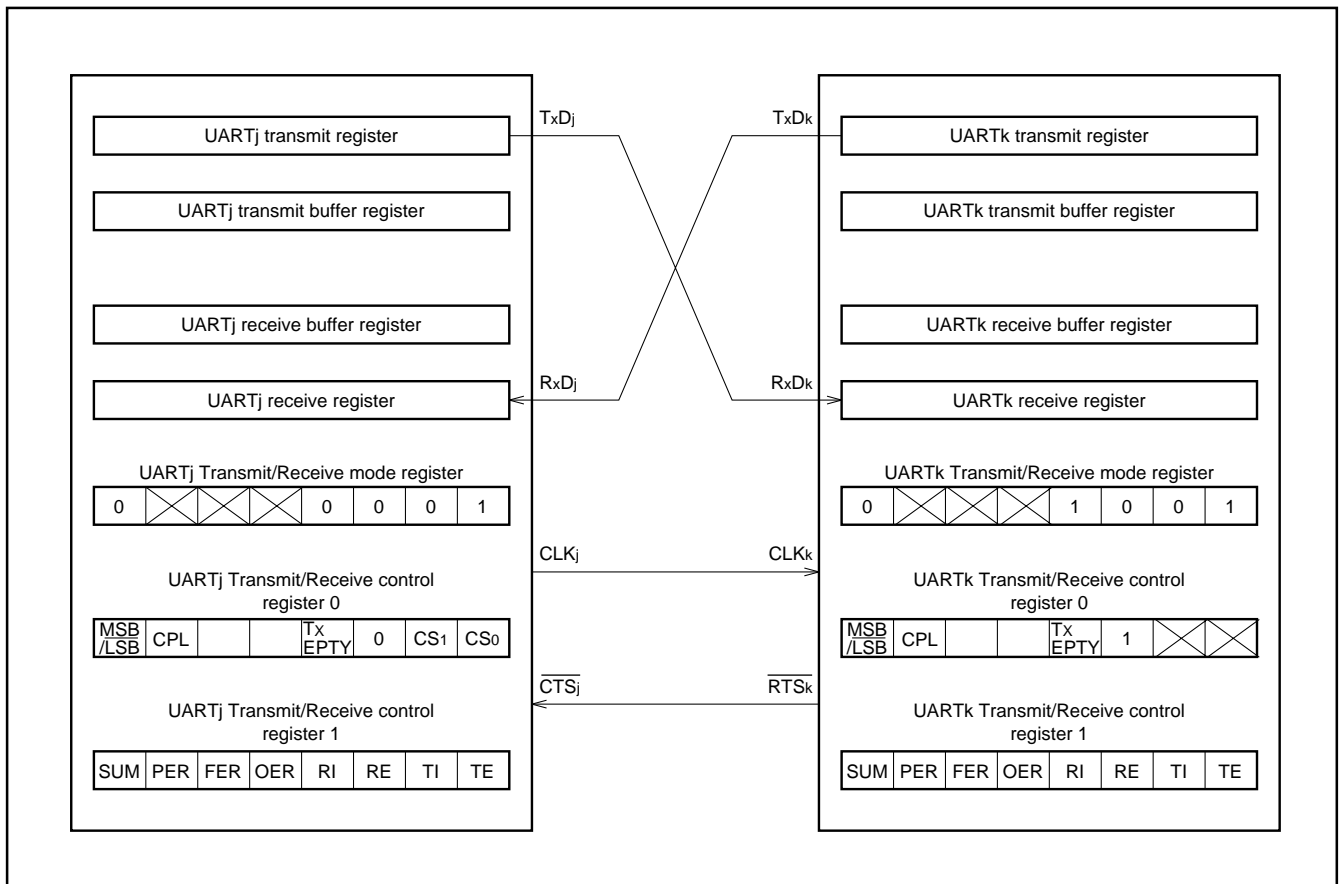 TxDj
TxDk
UARTj transmit register
UARTk transmit register
UARTj transmit buffer register
UARTk transmit buffer register
UARTj receive buffer register
UARTk receive buffer register
RxDj
RxDk
UARTj receive register
UARTk receive register
UARTj Transmit/Receive mode register
0 0 0 0 1
UARTk Transmit/Receive mode register
0 1 0 0 1
CLKj
CLKk
UARTj Transmit/Receive control
register 0
MSB
/LSB CPL TX
EPTY 0 CS1 CS0
UARTk Transmit/Receive control
register 0
MSB
/LSB CPL TX
EPTY 1
CTSj
RTSk
UARTj Transmit/Receive control
register 1
SUM PER FER OER RI RE TI TE
UARTk Transmit/Receive control
register 1
SUM PER FER OER RI RE TI TE